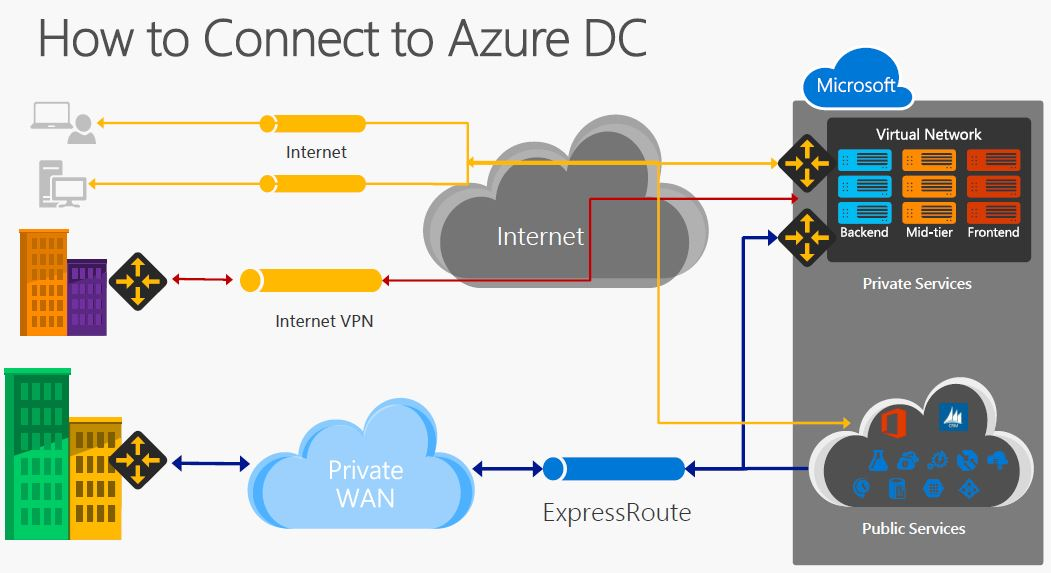 How to Connect to Azure DC
Microsoft
Virtual Network
Internet
Backend
Mid-tier
Frontend
Internet
Private Services
Internet VPN
Private
WAN
CRM
ExpressRoute
Public Services